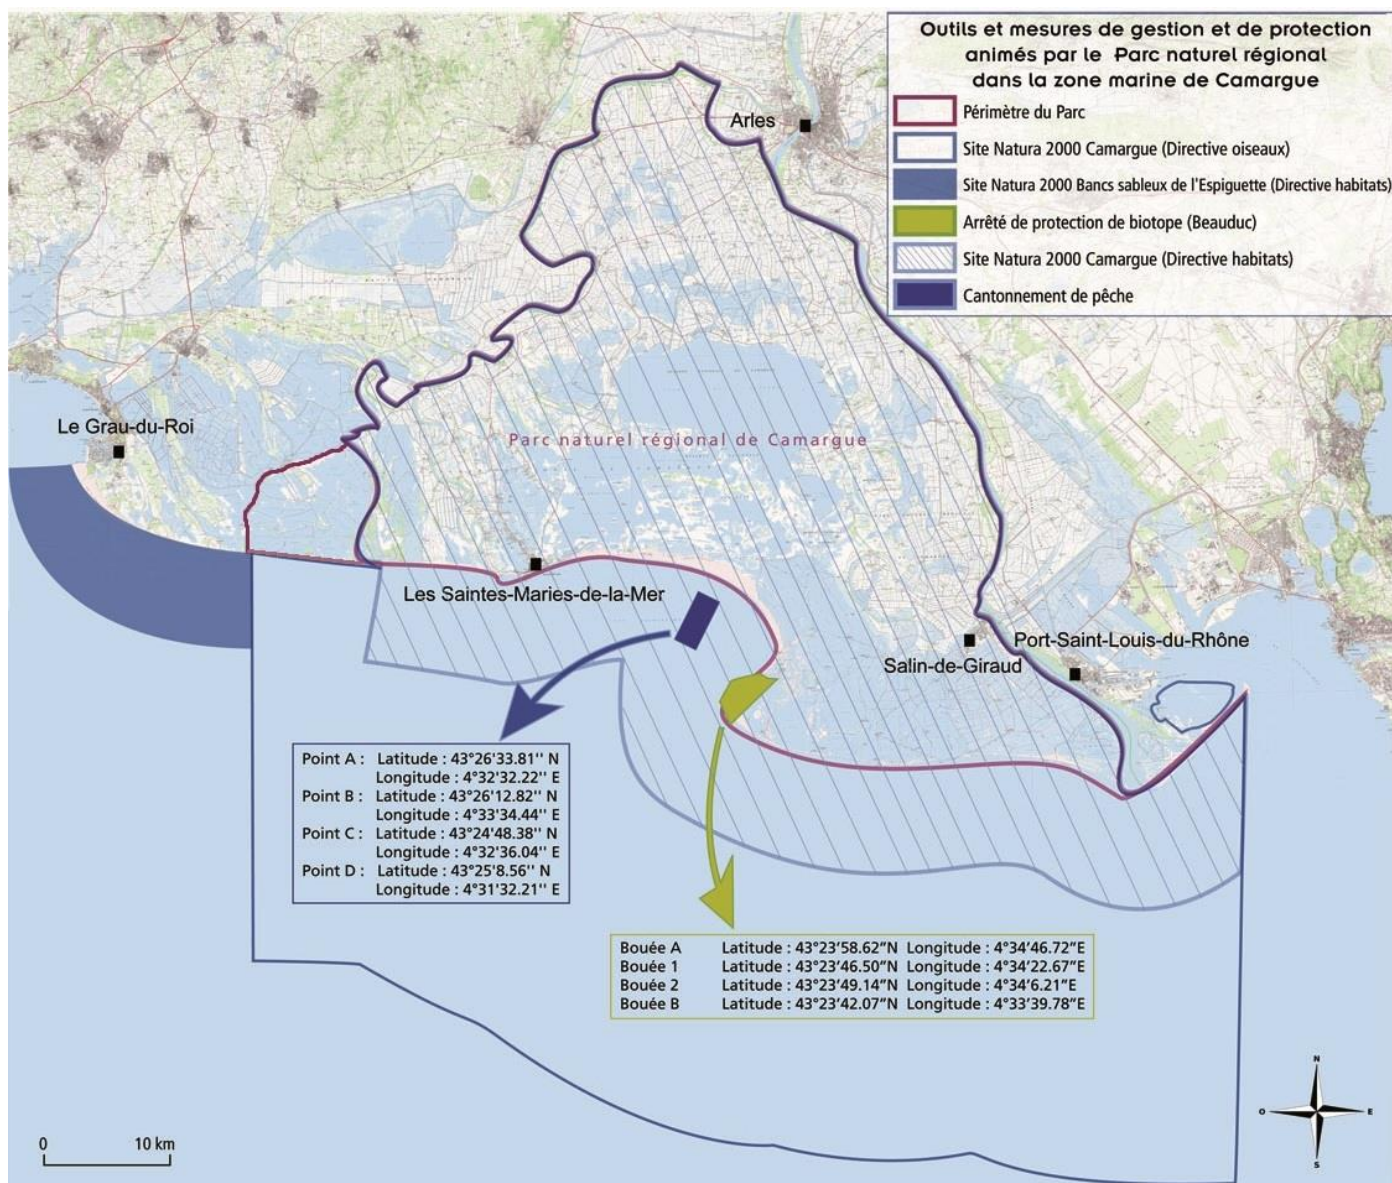 Outils et mesures de gestion et de protection
animés par le Parc naturel régional
dans la zone marine de Camargue
Périmètre du Parc
Site Natura 2000 Camargue (Directive oiseaux)
Site Natura 2000 Bancs sableux de l'Espiguette (Directive habitats)
Arrêté de protection de biotope (Beauduc)
Site Natura 2000 Camargue (Directive habitats)
Cantonnement de pêche
Arles
Le Grau-du-Roi
Parc naturel régional de Camargue
Les Saintes-Maries-de-la-Mer
Port-Saint-Louis-du-Rhône
Salin-de-Giraud
Point A : Latitude : 43°26'33.81'' N
Longitude : 4°32'32.22'' E
Point B : Latitude : 43°26'12.82'' N
Longitude : 4°33'34.44'' E
Point C : Latitude : 43°24'48.38'' N
Longitude : 4°32'36.04'' E
Point D : Latitude : 43°25'8.56'' N
Longitude : 4°31'32.21'' E
Bouée A Latitude : 43°23'58.62"N Longitude : 4°34'46.72"E
Bouée 1 Latitude : 43°23'46.50"N Longitude : 4°34'22.67"E
Bouée 2 Latitude : 43°23'49.14"N Longitude : 4°34'6.21"E
Bouée B Latitude : 43°23'42.07"N Longitude : 4°33'39.78"E
N
O E
S
0 10 km